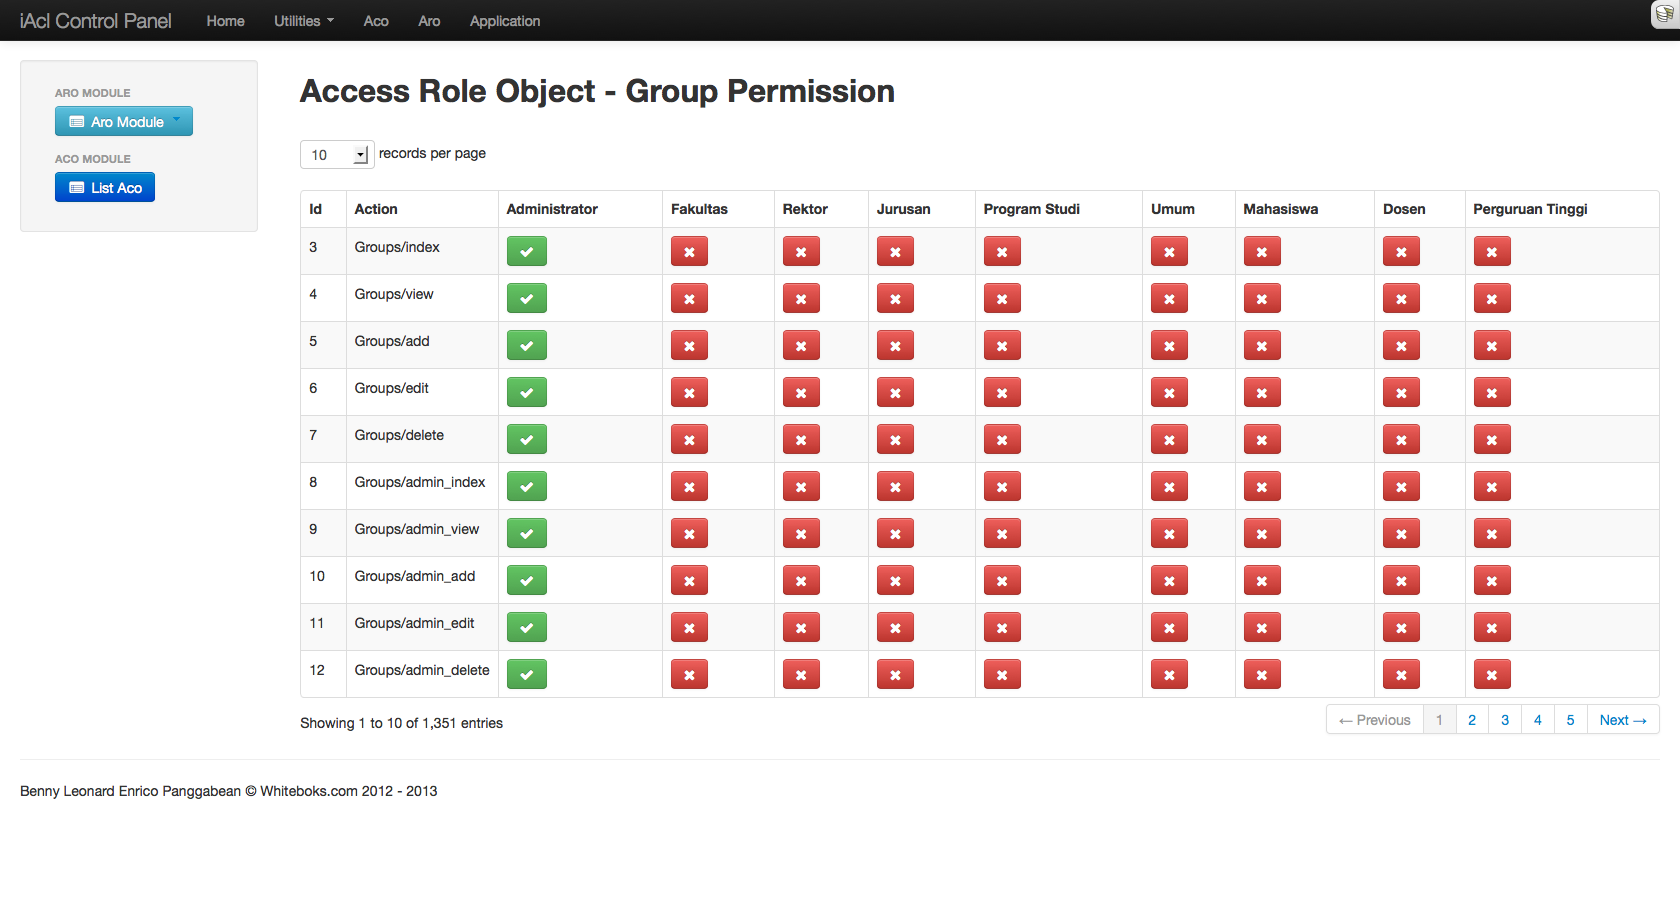 iAcl Control Panel Home Utilities Aco Aro Application
ARO MODULE
Aro Module
ACO MODULE
List Aco
Access Role Object - Group Permission
10 records per page
Id Action Administrator Fakultas Rektor Jurusan Program Studi Umum Mahasiswa Dosen Perguruan Tinggi
3 Groups/index
4 Groups/view
5 Groups/add
6 Groups/edit
7 Groups/delete
8 Groups/admin_index
9 Groups/admin_view
10 Groups/admin_add
11 Groups/admin_edit
12 Groups/admin_delete
Showing 1 to 10 of 1,351 entries
← Previous 1 2 3 4 5 Next →
Benny Leonard Enrico Panggabean © Whiteboks.com 2012 - 2013